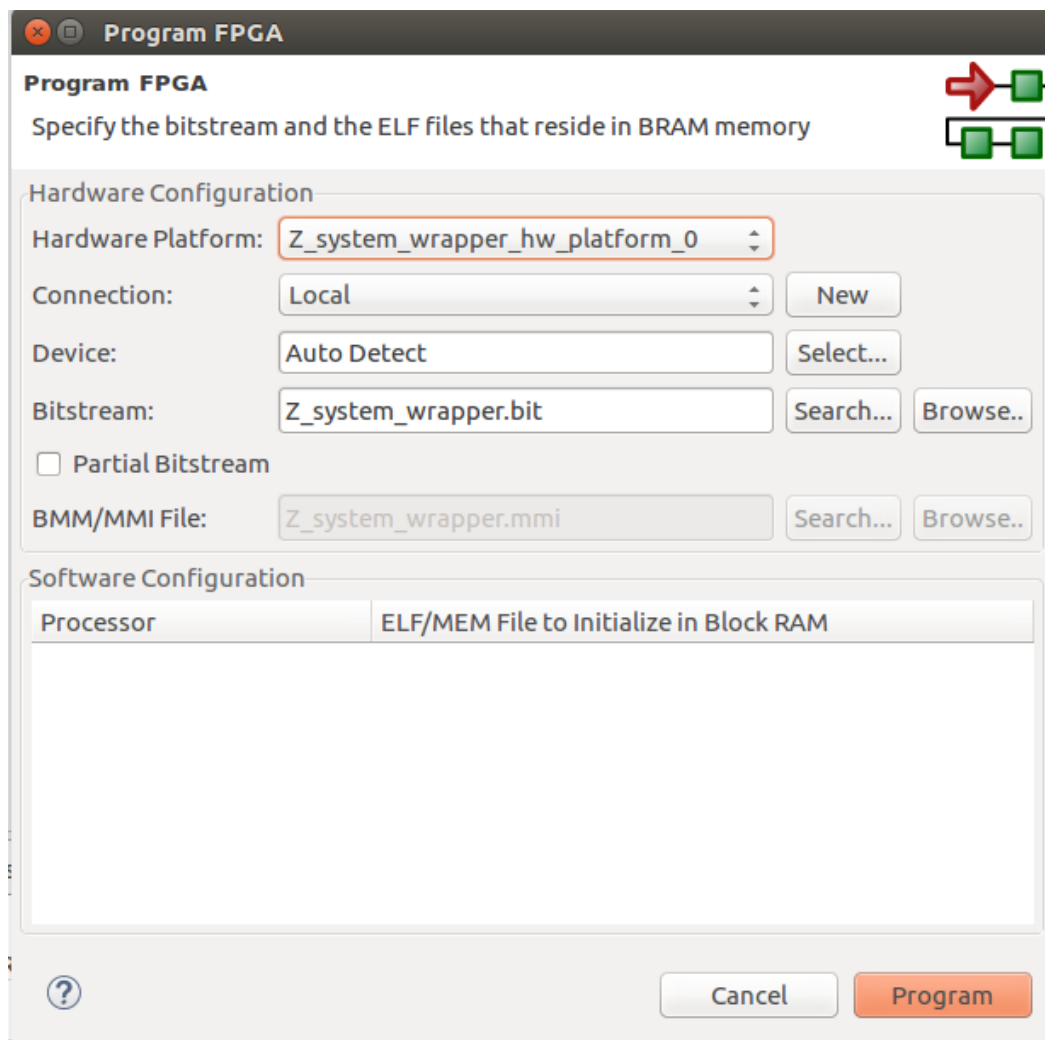 Program FPGA
Program FPGA
Specify the bitstream and the ELF files that reside in BRAM memory
Hardware Configuration
Hardware Platform: Z_system_wrapper_hw_platform_0
Connection: Local New
Device: Auto Detect Select...
Bitstream: Z_system_wrapper.bit Search... Browse..
Partial Bitstream
BMM/MMI File: Z_system_wrapper.mmi Search... Browse..
Software Configuration
Processor ELF/MEM File to Initialize in Block RAM
? Cancel Program